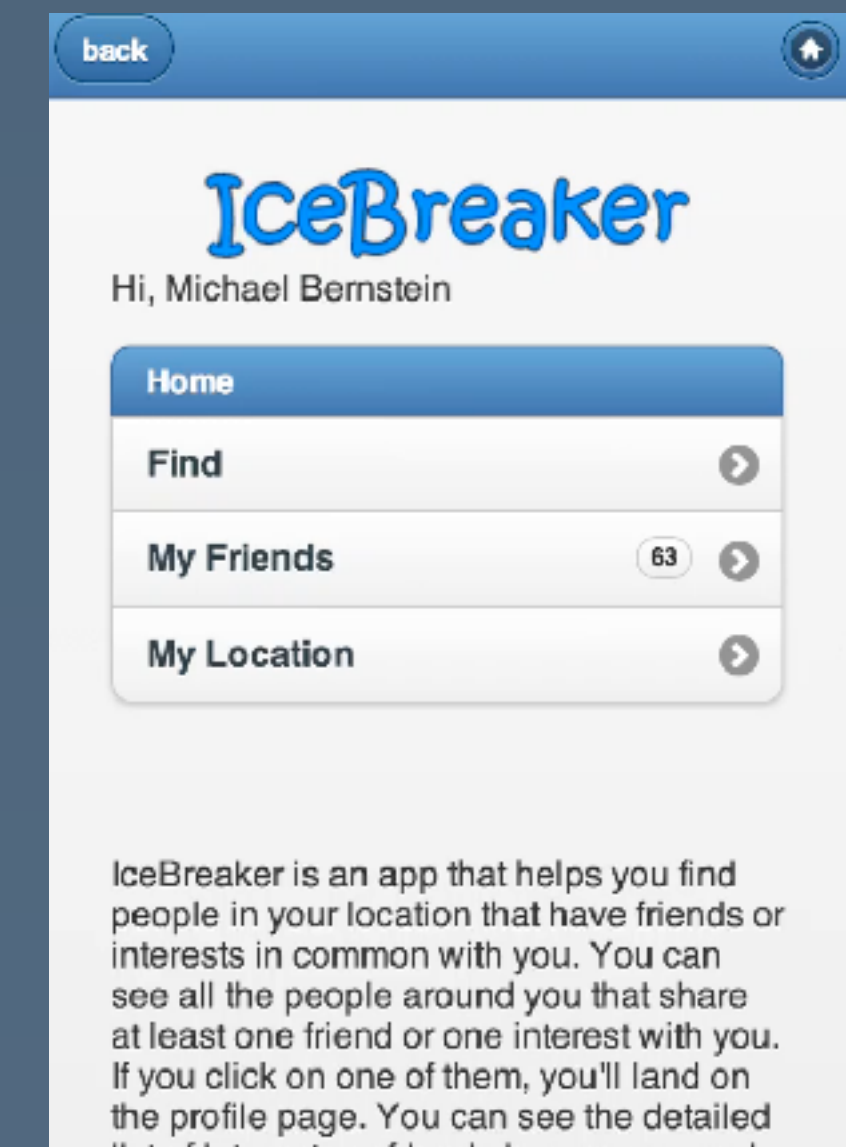 back
IceBreaker
Hi, Michael Bernstein
Home
Find
My Friends 63
My Location
IceBreaker is an app that helps you find
people in your location that have friends or
interests in common with you. You can
see all the people around you that share
at least one friend or one interest with you.
If you click on one of them, you'll land on
the profile page. You can see the detailed